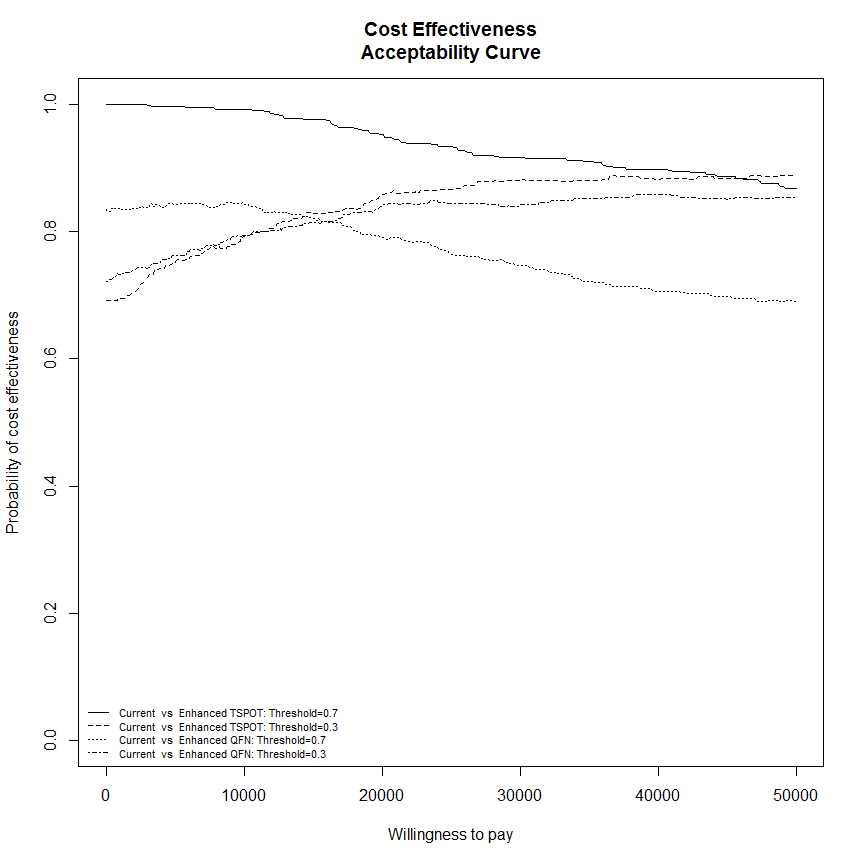 Cost Effectiveness
Acceptability Curve
Probability of cost effectiveness
1.0
0.8
0.6
0.4
0.2
0.0
Current vs Enhanced TSPOT: Threshold=0.7
Current vs Enhanced TSPOT: Threshold=0.3
Current vs Enhanced QFN: Threshold=0.7
Current vs Enhanced QFN: Threshold=0.3
0 10000 20000 30000 40000 50000
Willingness to pay